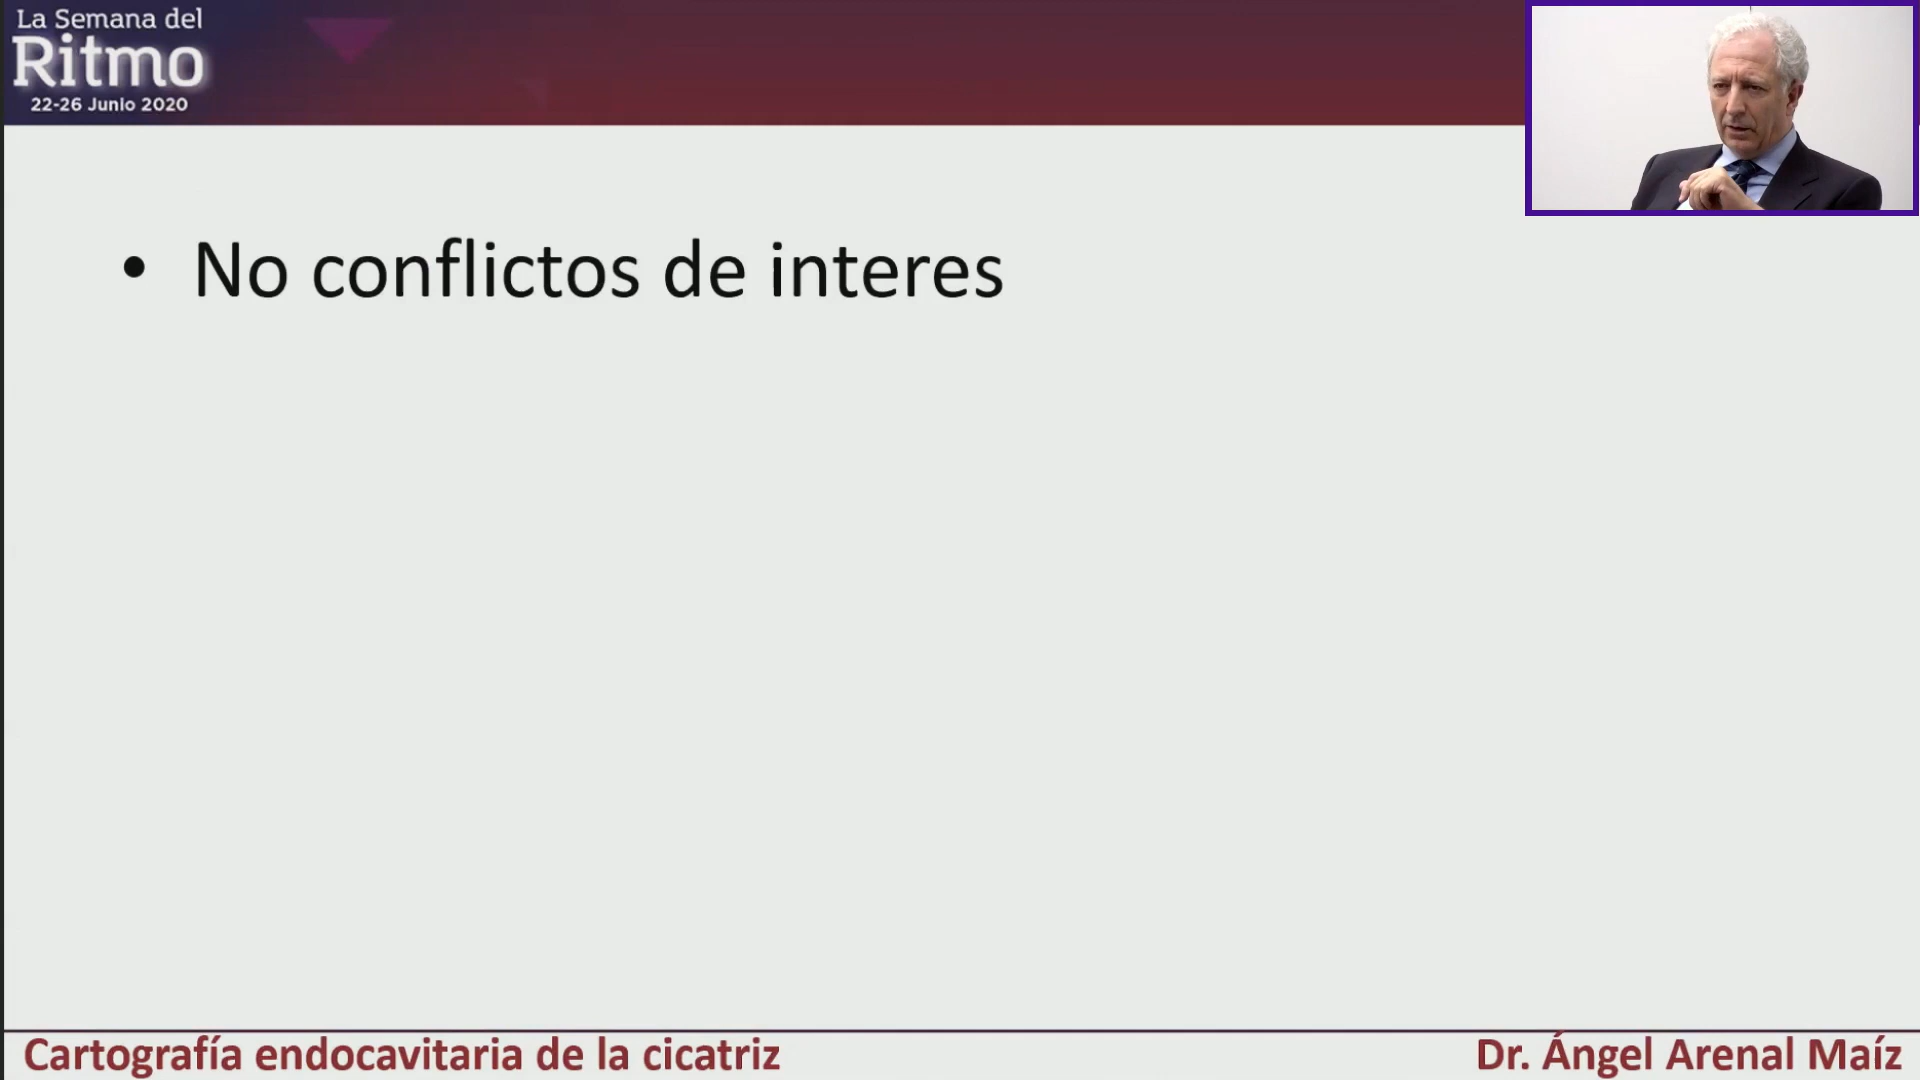 La Semana del
Ritmo
22-26 Junio 2020
• No conflictos de interes
Cartografía endocavitaria de la cicatriz
Dr. Ángel Arenal Maíz